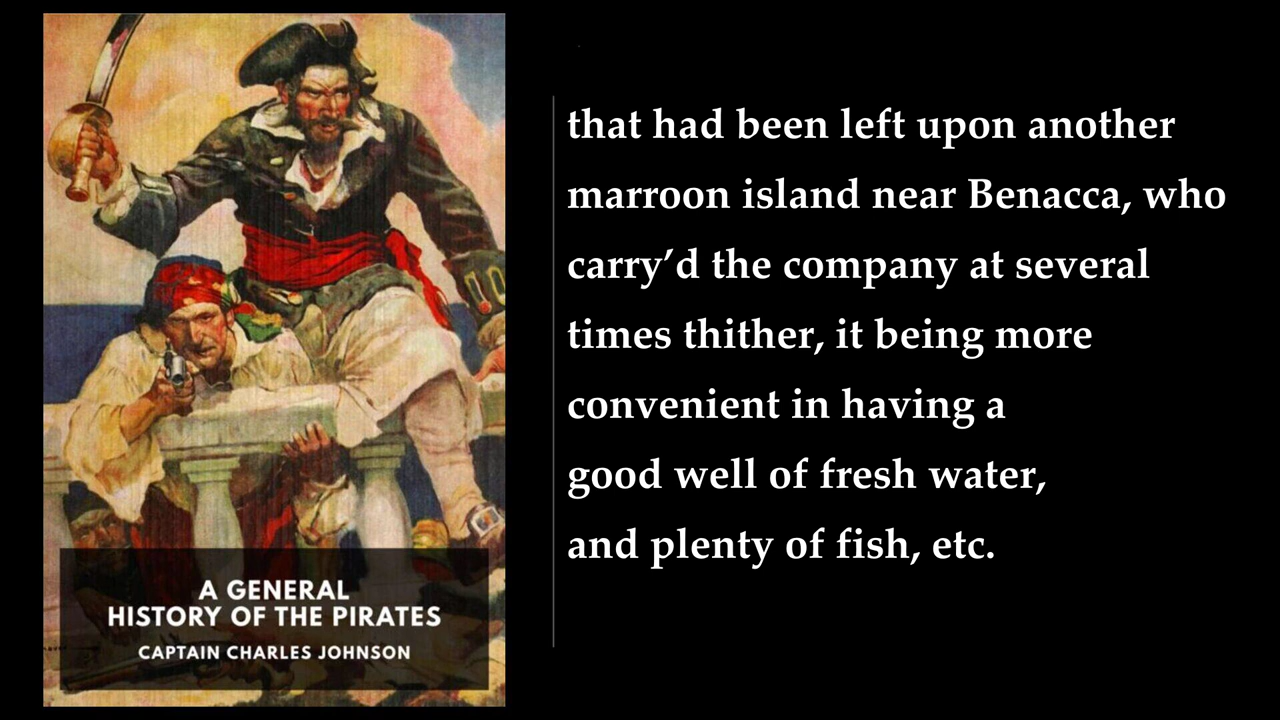 that had been left upon another
marroon island near Benacca, who
carry’d the company at several
times thither, it being more
convenient in having a
good well of fresh water,
and plenty of fish, etc.
A GENERAL
HISTORY OF THE PIRATES
CAPTAIN CHARLES JOHNSON